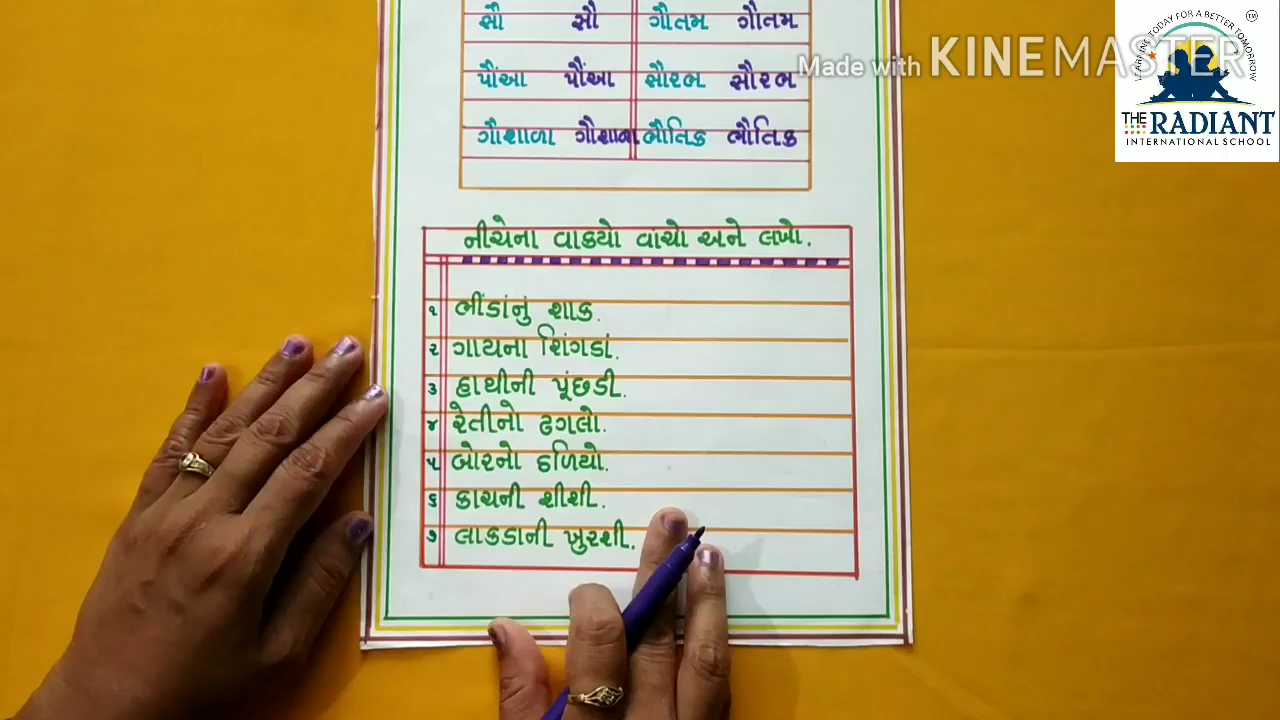 સૌ સૌ ગૌતમ ગૌતમ
પૌંઆ પૌંઆ સૌરભ સૌરભ
ગૌશાળા ગૌશાળા ભૌતિક ભૌતિક
નીચેના વાક્યો વાંચો અને લખો.
૧ ભીંડાંનું શાક.
૨ ગાયના શિંગડાં.
૩ હાથીની પૂંછડી.
૪ રેતીનો ઢગલો.
૫ બોરનો ઠળિયો.
૬ કાચની શીશી.
૭ લાકડાની ખુરશી.
Made with KINEMASTER
TODAY FOR A BETTER TOMORROW
TM
THE RADIANT
INTERNATIONAL SCHOOL